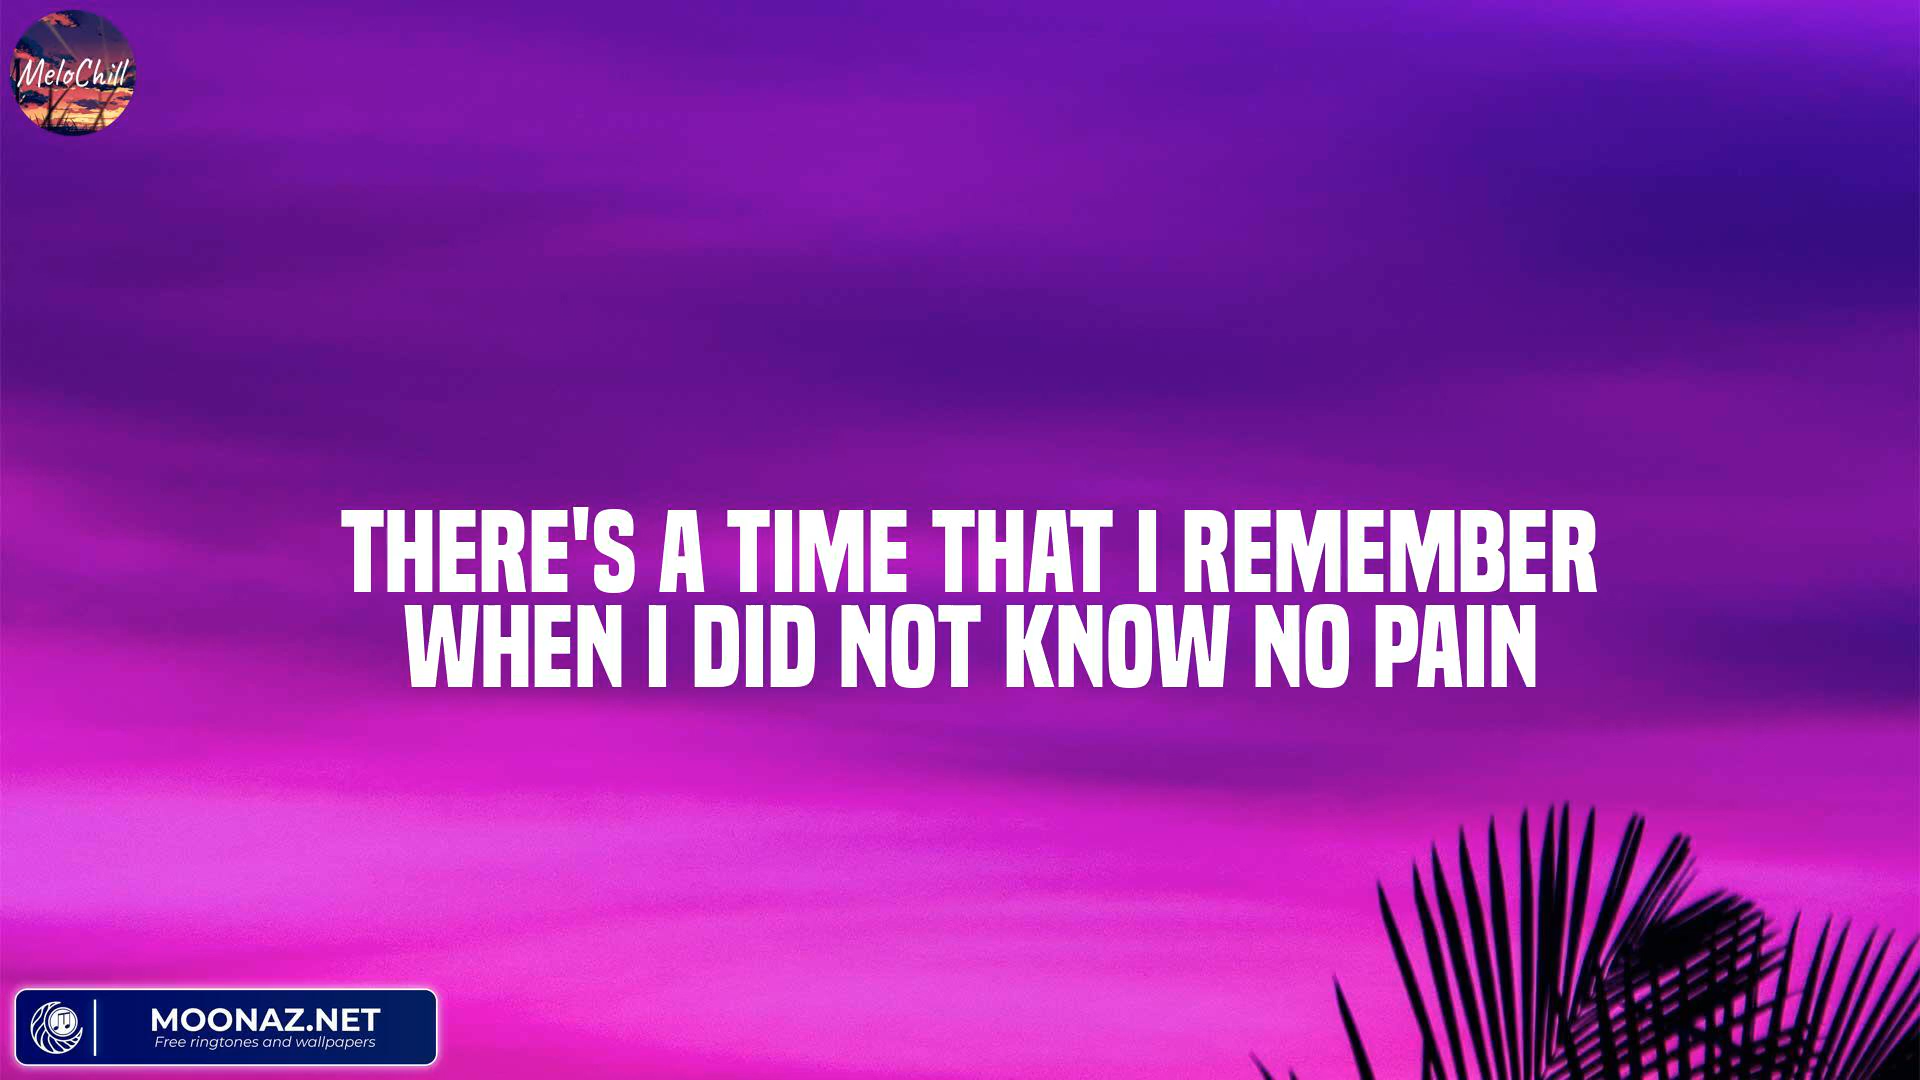 MeloChill
THERE'S A TIME THAT I REMEMBER
WHEN I DID NOT KNOW NO PAIN
MOONAZ.NET
Free ringtones and wallpapers